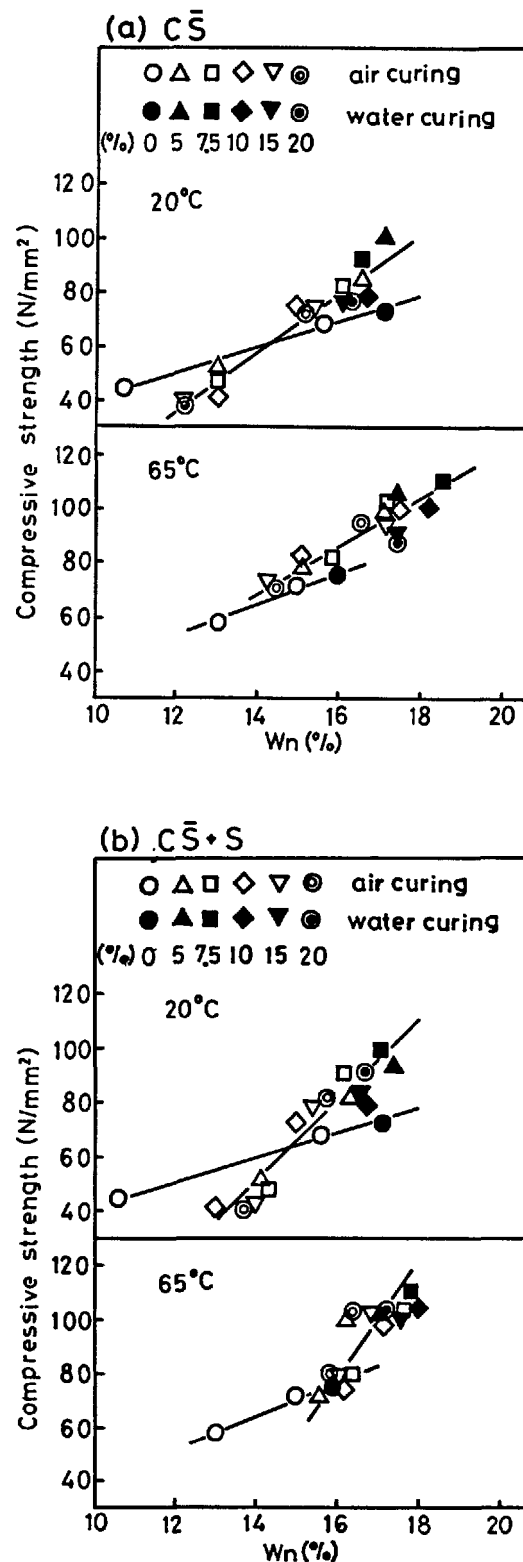 (a) CS̄
air curing
water curing
(%) 0 5 7.5 10 15 20
120
20°C
100
80
60
40
65°C
120
100
80
60
40
Compressive strength (N/mm²)
10 12 14 16 18 20
Wn (%)
(b) CS̄+S
air curing
water curing
(%) 0 5 7.5 10 15 20
120
20°C
100
80
60
40
65°C
120
100
80
60
40
Compressive strength (N/mm²)
10 12 14 16 18 20
Wn (%)